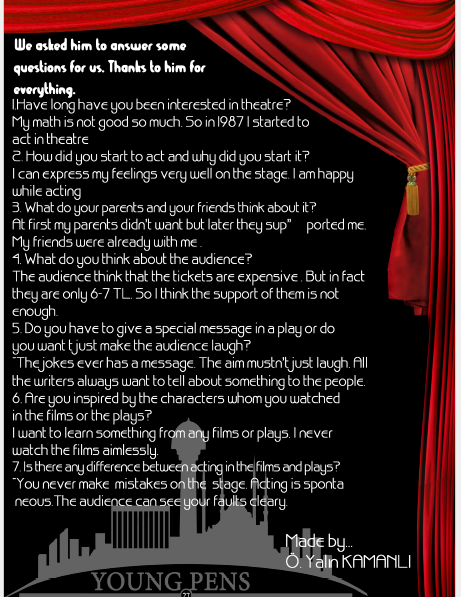 We asked him to answer some
questions for us. Thanks to him for
everything.
1.Have long have you been interested in theatre?
My math is not good so much. So in 1987 I started to
act in theatre
2. How did you start to act and why did you start it?
I can express my feelings very well on the stage. I am happy
while acting
3. What do your parents and your friends think about it?
At first my parents didn't want but later they sup" ported me.
My friends were already with me .
4. What do you think about the audience?
The audience think that the tickets are expensive . But in fact
they are only 6-7 TL. So I think the support of them is not
enough.
5. Do you have to give a special message in a play or do
you want t just make the audience laugh?
"The jokes ever has a message. The aim mustn't just laugh. All
the writers always want to tell about something to the people.
6. Are you inspired by the characters whom you watched
in the films or the plays?
I want to learn something from any films or plays. I never
watch the films aimlessly.
7. Is there any difference between acting in the films and plays?
"You never make mistakes on the stage. Acting is sponta
neous.The audience can see your faults cleary.
Made by...
Ö. Yalin KAMANLI
YOUNG PENS
27